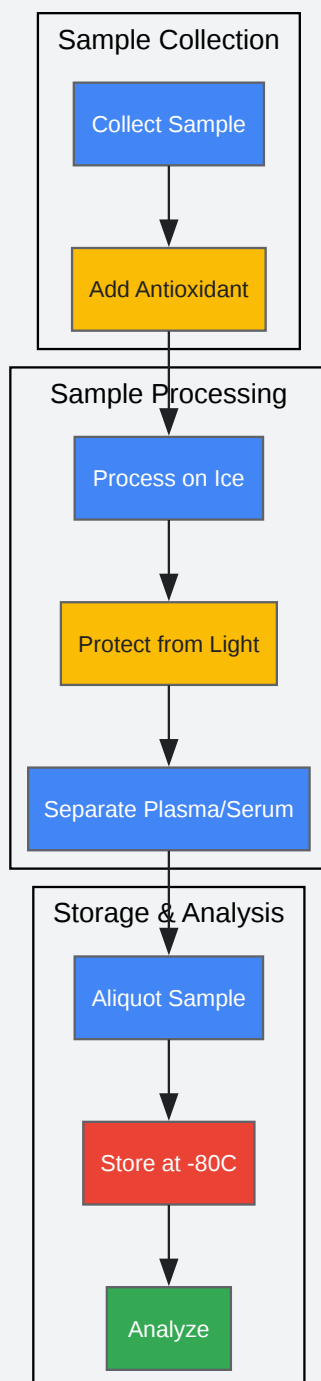 Sample Collection
Collect Sample
Add Antioxidant
Sample Processing
Process on Ice
Protect from Light
Separate Plasma/Serum
Storage & Analysis
Aliquot Sample
Store at -80C
Analyze